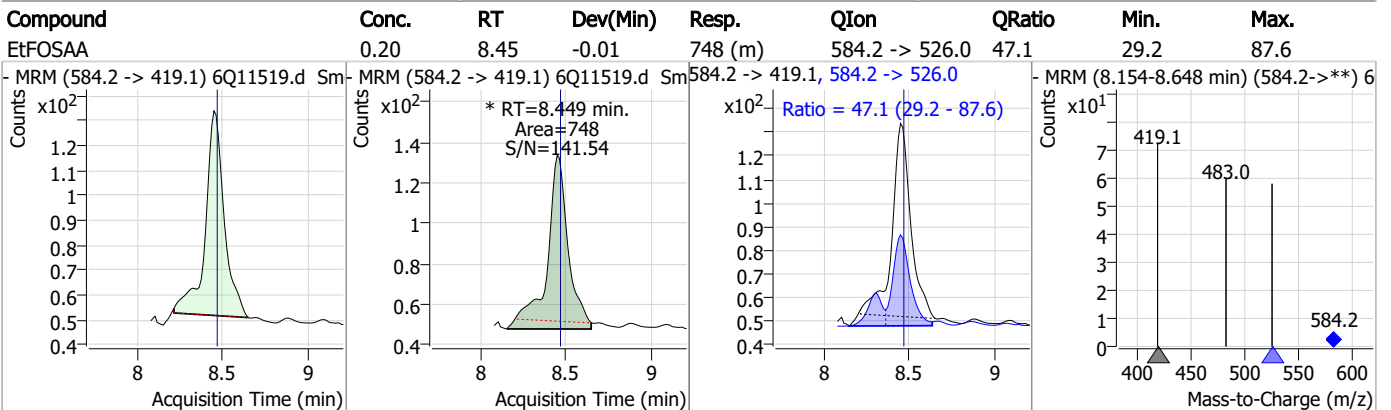 Compound Conc. RT Dev(Min) Resp. QIon QRatio Min. Max.
EtFOSAA 0.20 8.45 -0.01 748 (m) 584.2 -> 526.0 47.1 29.2 87.6
- MRM (584.2 -> 419.1) 6Q11519.d Sm
Counts
x10²
1.2
1.1
1
0.9
0.8
0.7
0.6
0.5
0.4
8 8.5 9
Acquisition Time (min)
- MRM (584.2 -> 419.1) 6Q11519.d Sm
Counts
x10²
* RT=8.449 min.
Area=748
S/N=141.54
1.4
1.2
1
0.8
0.6
0.4
8 8.5 9
Acquisition Time (min)
584.2 -> 419.1, 584.2 -> 526.0
Counts
x10²
Ratio = 47.1 (29.2 - 87.6)
1.2
1.1
1
0.9
0.8
0.7
0.6
0.5
0.4
8 8.5 9
Acquisition Time (min)
- MRM (8.154-8.648 min) (584.2->**) 6
Counts
x10¹
419.1
483.0
584.2
7
6
5
4
3
2
1
0
400 450 500 550 600
Mass-to-Charge (m/z)